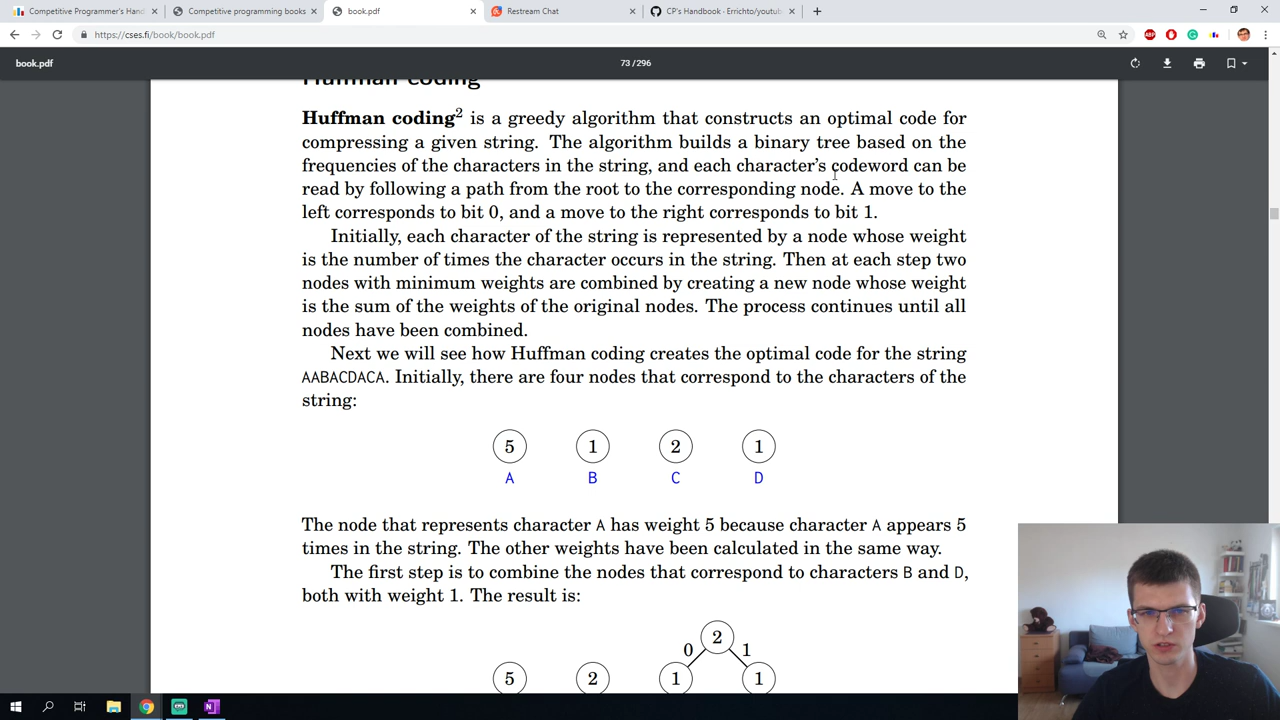 Competitive Programmer's Hand
Competitive programming books
book.pdf
Restream Chat
CP's Handbook · Errichto/youtub
https://cses.fi/book/book.pdf
book.pdf
73 / 296
Huffman coding
Huffman coding2 is a greedy algorithm that constructs an optimal code for
compressing a given string. The algorithm builds a binary tree based on the
frequencies of the characters in the string, and each character's codeword can be
read by following a path from the root to the corresponding node. A move to the
left corresponds to bit 0, and a move to the right corresponds to bit 1.
Initially, each character of the string is represented by a node whose weight
is the number of times the character occurs in the string. Then at each step two
nodes with minimum weights are combined by creating a new node whose weight
is the sum of the weights of the original nodes. The process continues until all
nodes have been combined.
Next we will see how Huffman coding creates the optimal code for the string
AABACDACA. Initially, there are four nodes that correspond to the characters of the
string:
5 1 2 1
A B C D
The node that represents character A has weight 5 because character A appears 5
times in the string. The other weights have been calculated in the same way.
The first step is to combine the nodes that correspond to characters B and D,
both with weight 1. The result is:
2
0 1
5 2 1 1